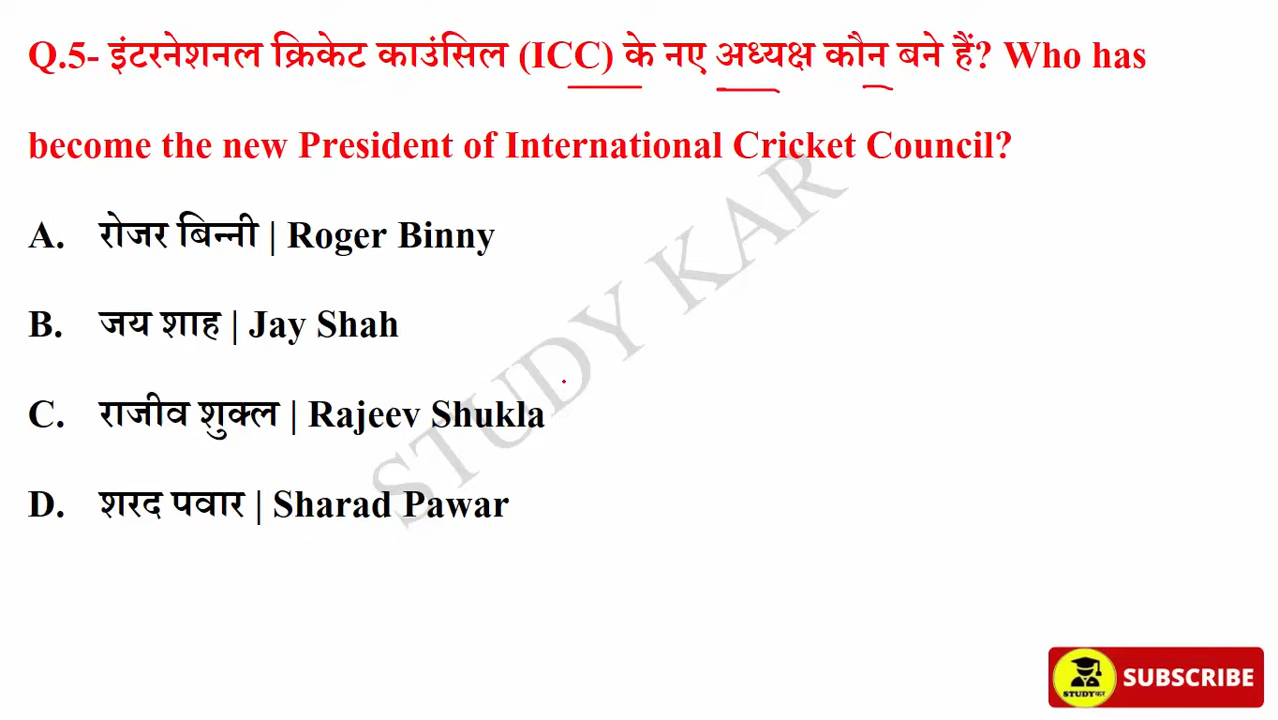 Q.5- इंटरनेशनल क्रिकेट काउंसिल (ICC) के नए अध्यक्ष कौन बने हैं? Who has
become the new President of International Cricket Council?
A. रोजर बिन्नी | Roger Binny
B. जय शाह | Jay Shah
C. राजीव शुक्ल | Rajeev Shukla
D. शरद पवार | Sharad Pawar
STUDY KAR
STUDYकर
SUBSCRIBE